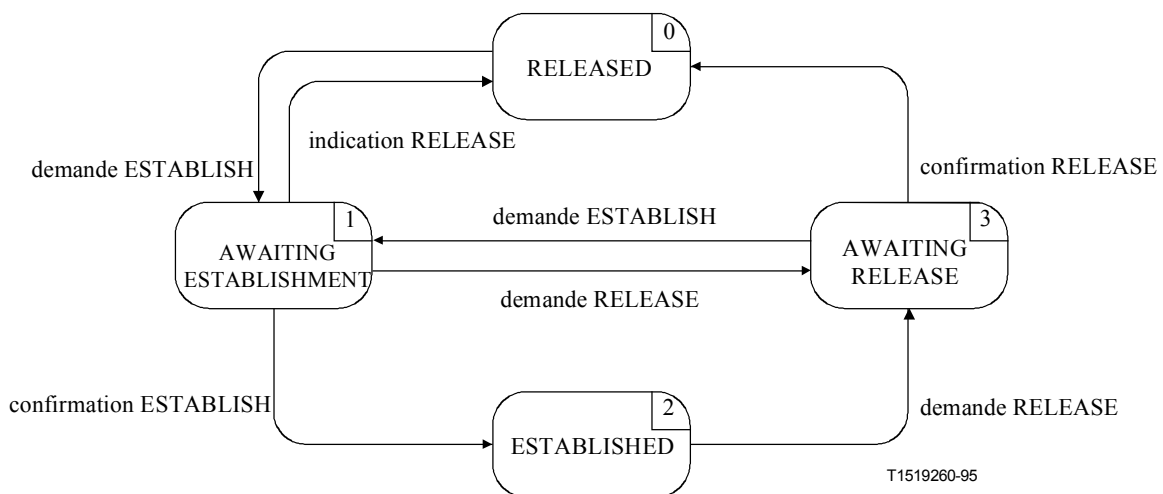 0
RELEASED
indication RELEASE
demande ESTABLISH
confirmation RELEASE
1
AWAITING
ESTABLISHMENT
demande ESTABLISH
3
AWAITING
RELEASE
demande RELEASE
confirmation ESTABLISH
2
ESTABLISHED
demande RELEASE
T1519260-95